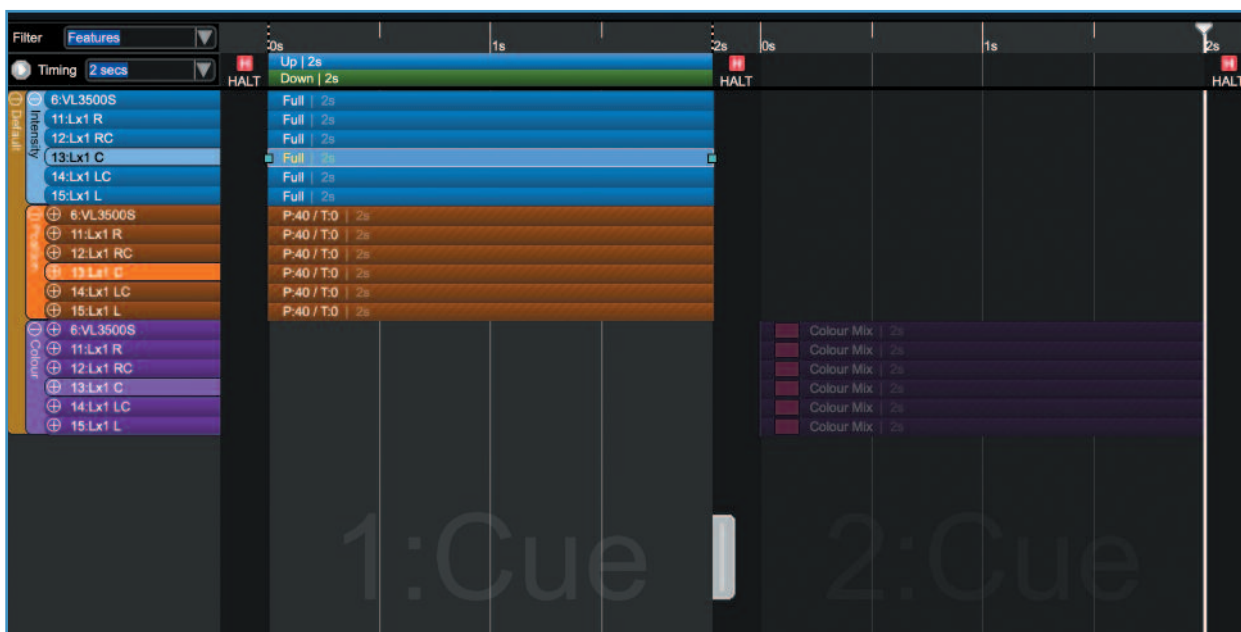 Filter Features
0s 1s 2s 0s 1s 2s
Timing 2 secs
HALT HALT HALT
Up | 2s
Down | 2s
Default
Intensity
6:VL3500S Full | 2s
11:Lx1 R Full | 2s
12:Lx1 RC Full | 2s
13:Lx1 C Full | 2s
14:Lx1 LC Full | 2s
15:Lx1 L Full | 2s
6:VL3500S P:40 / T:0 | 2s
11:Lx1 R P:40 / T:0 | 2s
12:Lx1 RC P:40 / T:0 | 2s
13:Lx1 C P:40 / T:0 | 2s
14:Lx1 LC P:40 / T:0 | 2s
15:Lx1 L P:40 / T:0 | 2s
Colour
6:VL3500S Colour Mix | 2s
11:Lx1 R Colour Mix | 2s
12:Lx1 RC Colour Mix | 2s
13:Lx1 C Colour Mix | 2s
14:Lx1 LC Colour Mix | 2s
15:Lx1 L Colour Mix | 2s
1:Cue 2:Cue